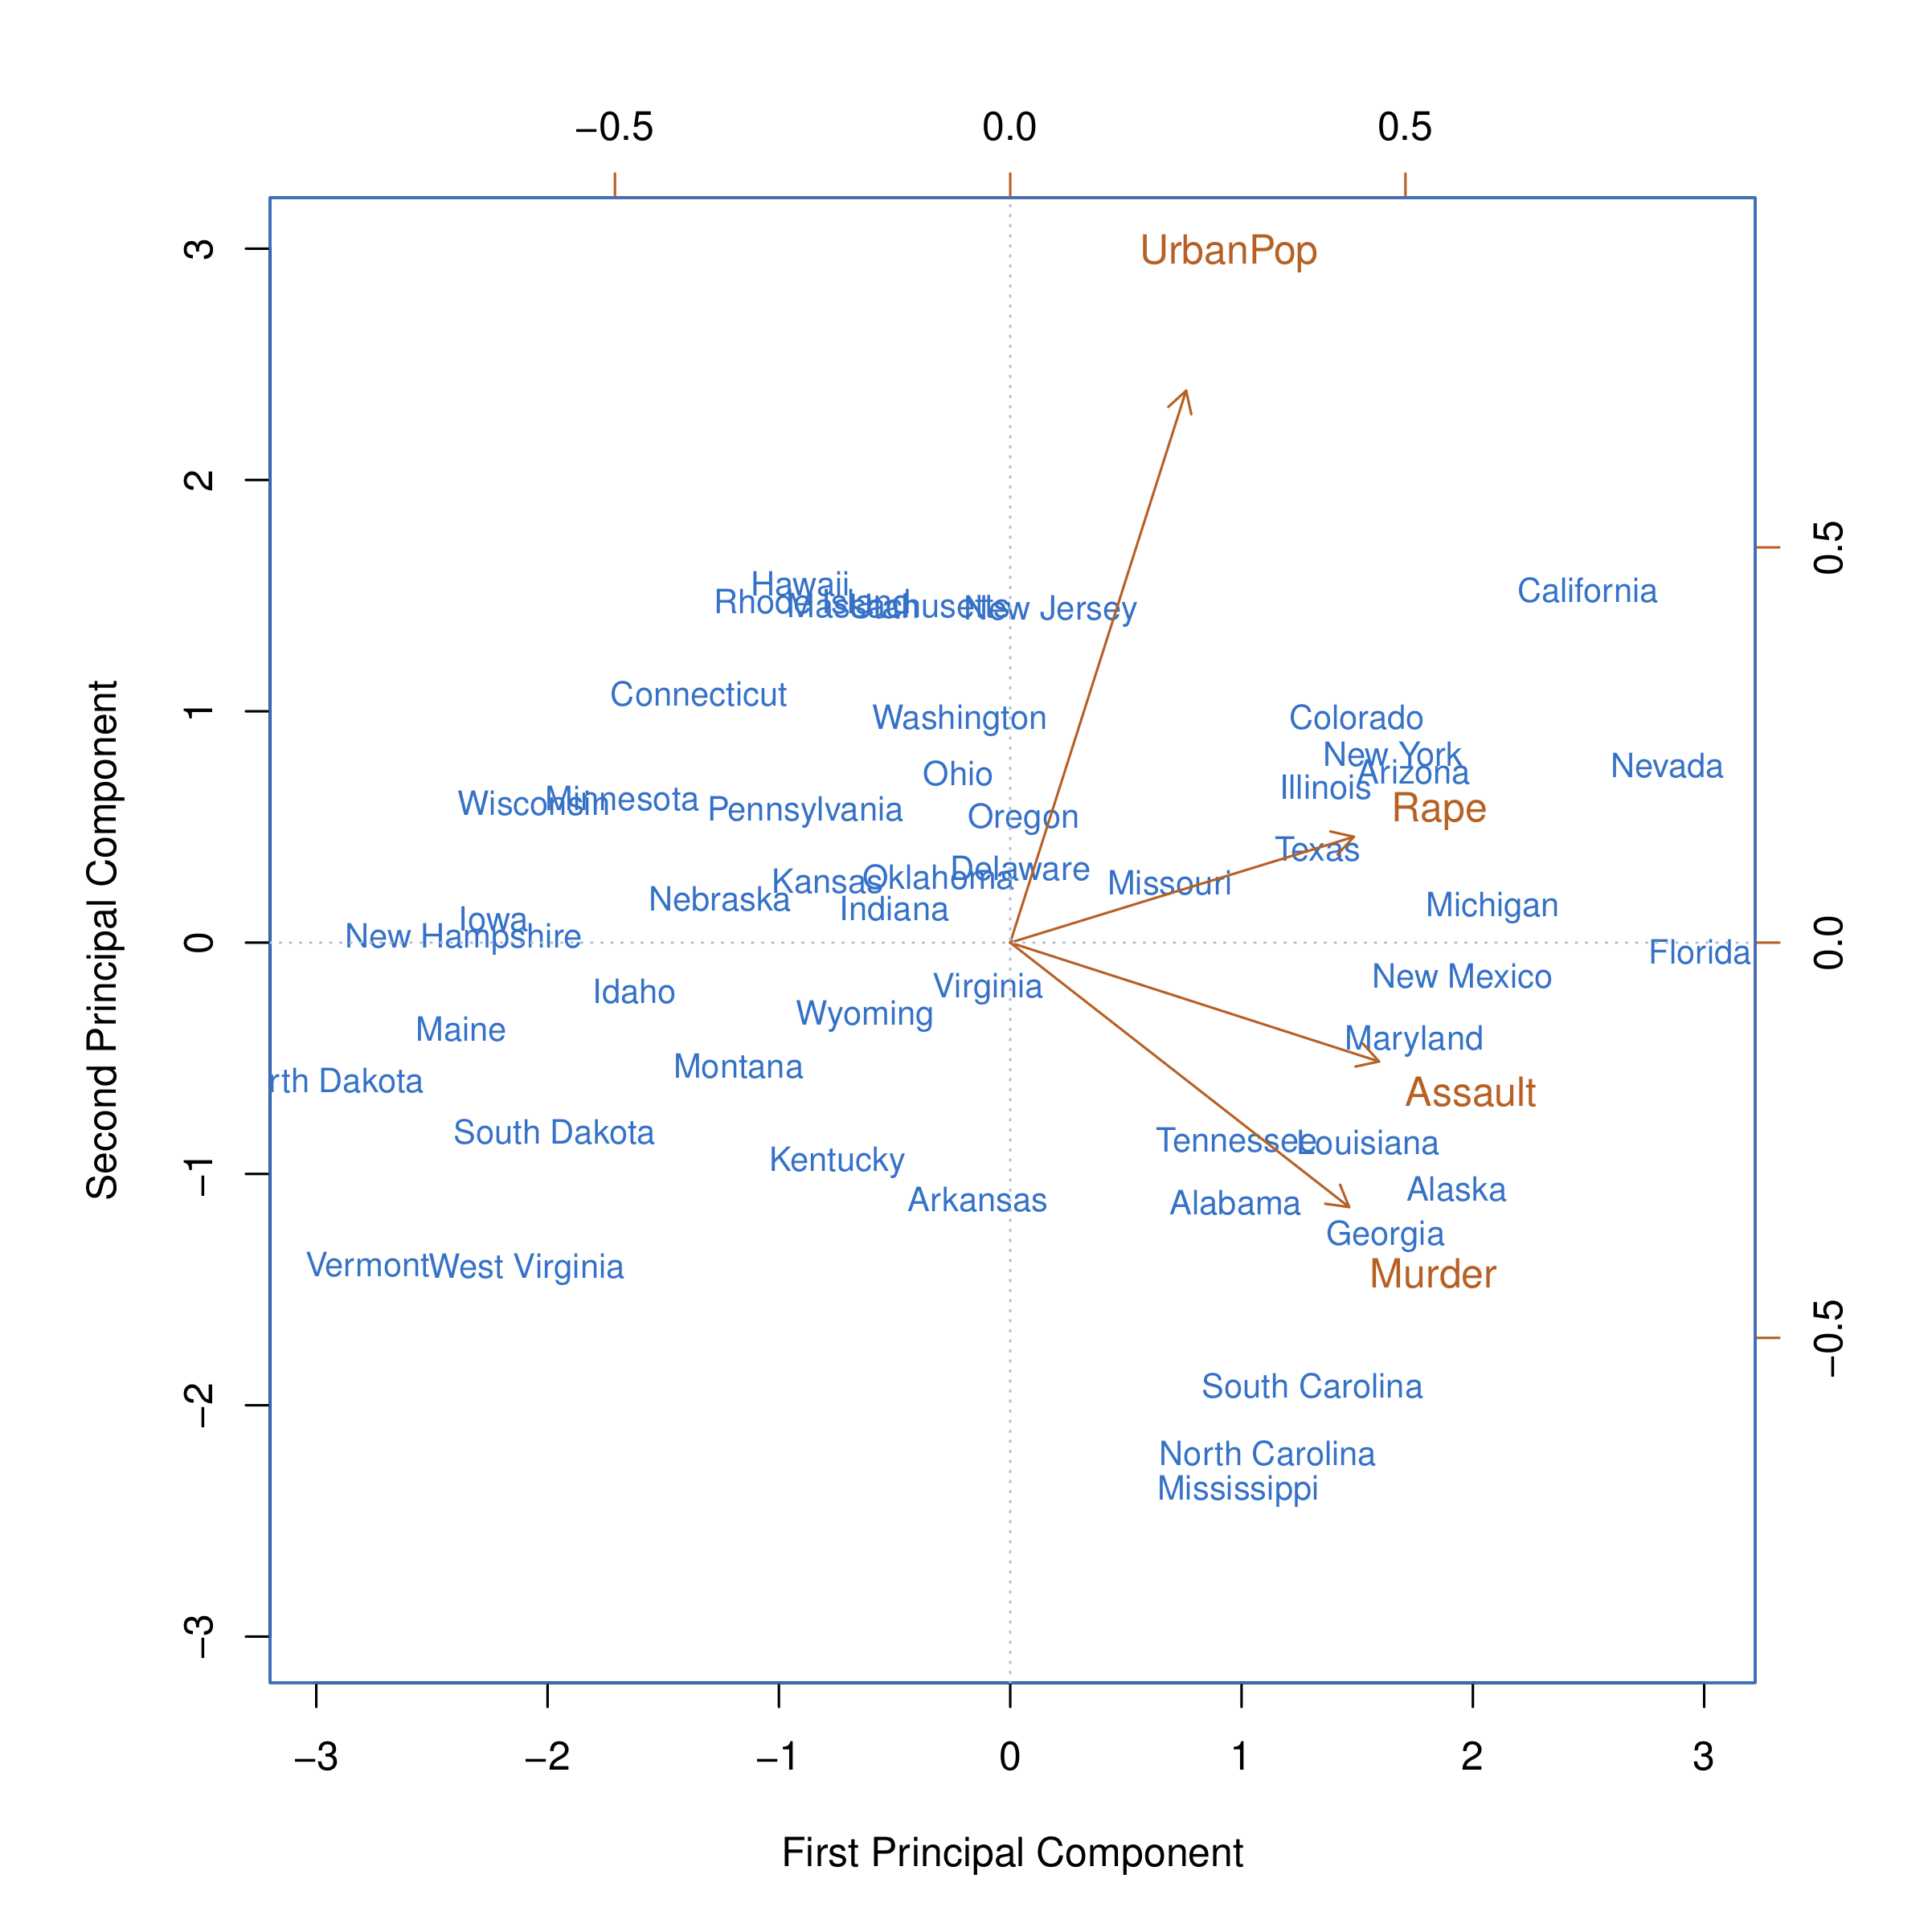 −0.5 0.0 0.5
UrbanPop
3
2
1
0
−1
−2
−3
Second Principal Component
0.5
0.0
−0.5
Hawaii
California
Rhode Island
Massachusetts
Utah
New Jersey
Connecticut
Washington
Colorado
New York
Nevada
Arizona
Ohio
Illinois
Minnesota
Wisconsin
Rape
Pennsylvania
Oregon
Texas
Delaware
Oklahoma
Kansas
Missouri
Nebraska
Michigan
Indiana
Iowa
New Hampshire
Florida
New Mexico
Virginia
Idaho
Wyoming
Maine
Maryland
Montana
rth Dakota
Assault
South Dakota
Tennessee
Louisiana
Kentucky
Alaska
Arkansas
Alabama
Georgia
Vermont
West Virginia
Murder
South Carolina
North Carolina
Mississippi
−3 −2 −1 0 1 2 3
First Principal Component